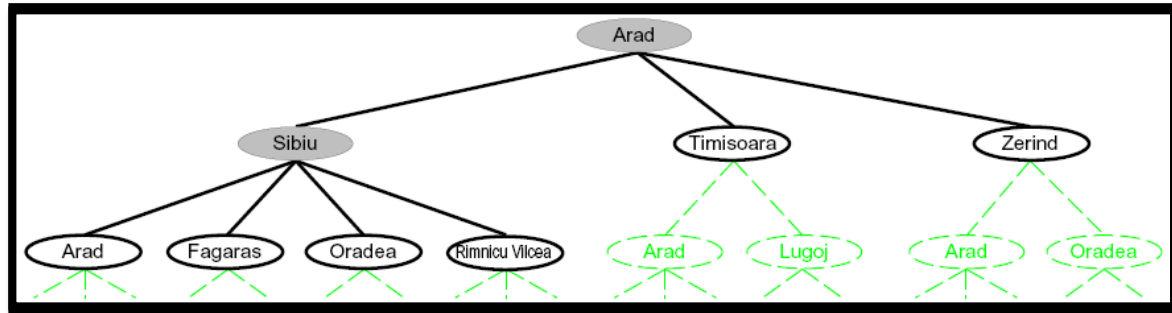 Arad
Sibiu Timisoara Zerind
Arad Fagaras Oradea Rimnicu Vilcea Arad Lugoj Arad Oradea